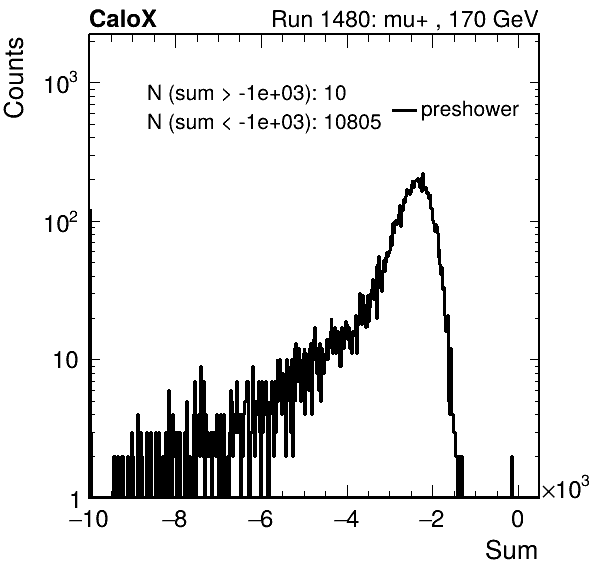 CaloX Run 1480: mu+ , 170 GeV
Counts
N (sum > -1e+03): 10
N (sum < -1e+03): 10805
preshower
10³
10²
10
1
−10 −8 −6 −4 −2 0
×10³
Sum